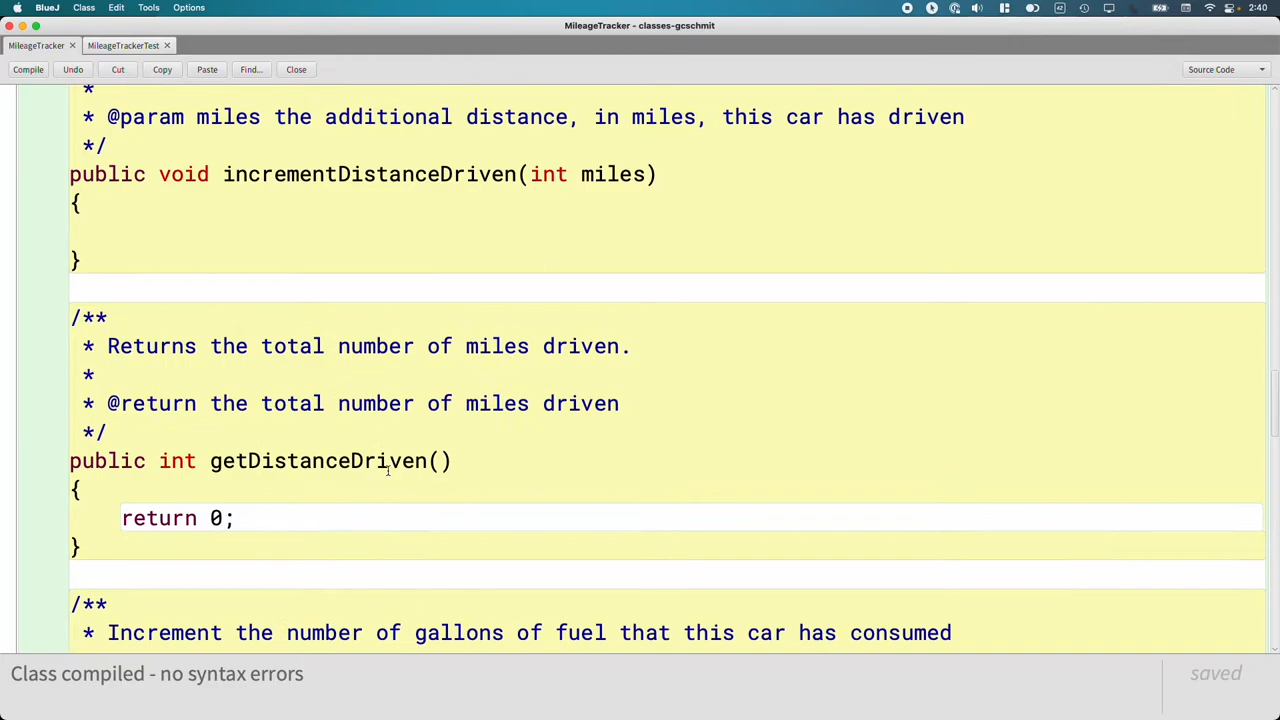 BlueJ Class Edit Tools Options 2:40
MileageTracker - classes-gcschmit
MileageTracker MileageTrackerTest
Compile Undo Cut Copy Paste Find... Close Source Code
*
* @param miles the additional distance, in miles, this car has driven
*/
public void incrementDistanceDriven(int miles)
{
}
/**
* Returns the total number of miles driven.
*
* @return the total number of miles driven
*/
public int getDistanceDriven()
{
return 0;
}
/**
* Increment the number of gallons of fuel that this car has consumed
Class compiled - no syntax errors saved